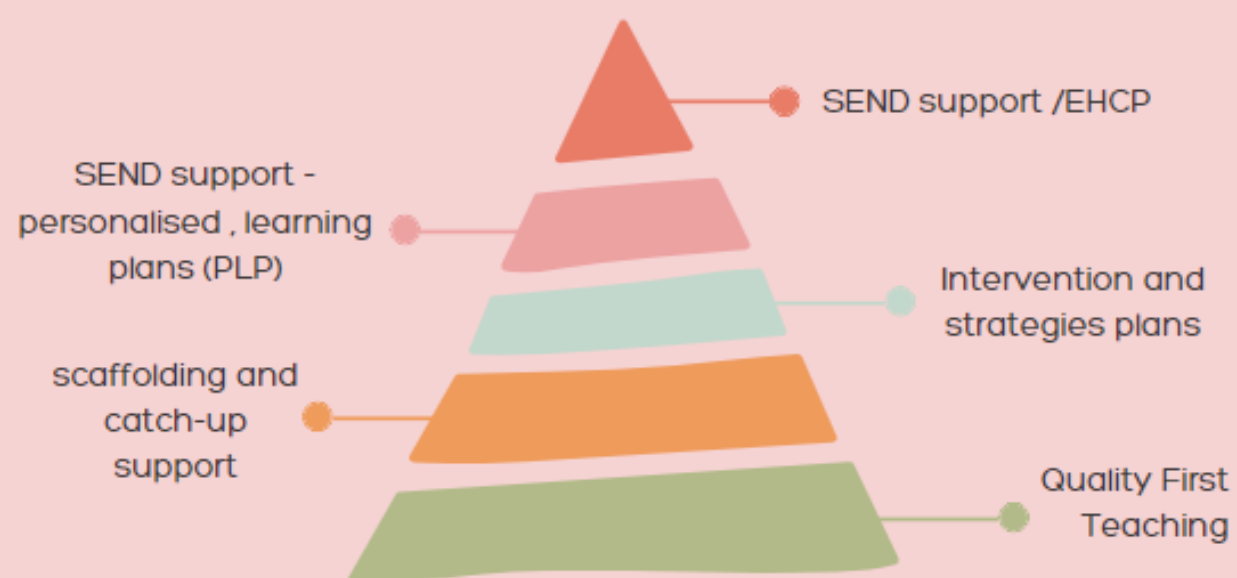 SEND support /EHCP
SEND support -
personalised , learning
plans (PLP)
Intervention and
strategies plans
scaffolding and
catch-up
support
Quality First
Teaching